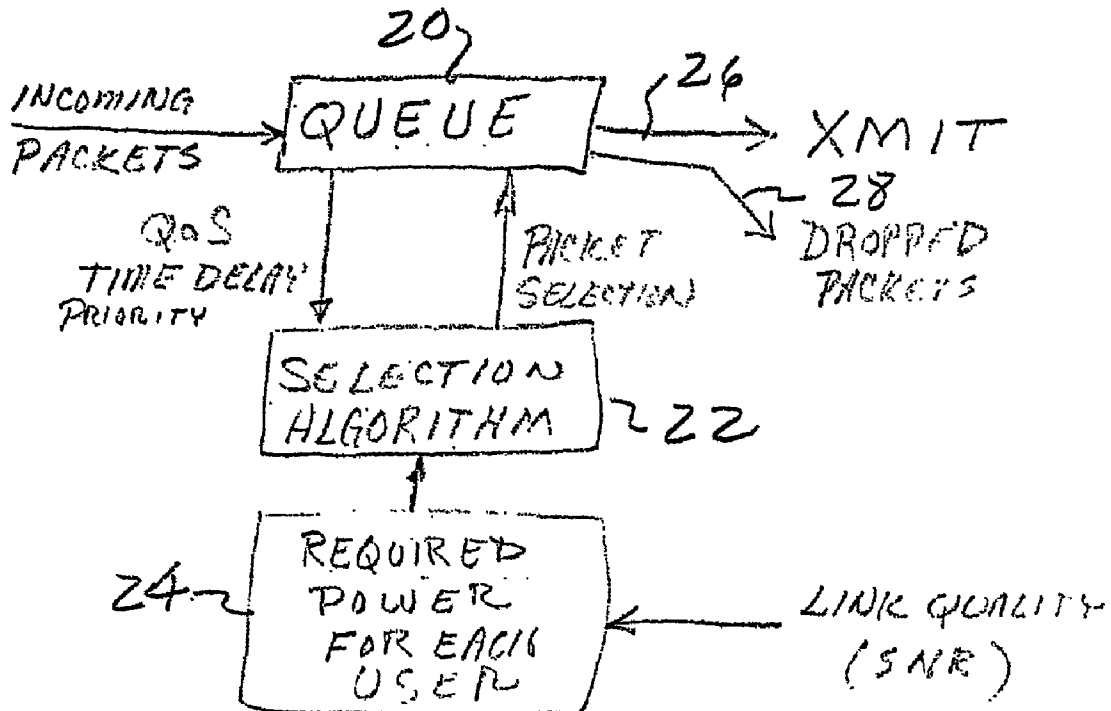 20
INCOMING
PACKETS
QUEUE
26
XMIT
28
DROPPED
PACKETS
QoS
TIME DELAY
PRIORITY
PACKET
SELECTION
SELECTION
ALGORITHM
22
24
REQUIRED
POWER
FOR EACH
USER
LINK QUALITY
(SNR)